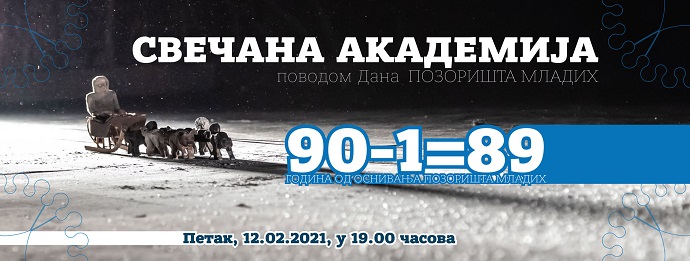 СВЕЧАНА АКАДЕМИЈА
поводом Дана ПОЗОРИШТА МЛАДИХ
90-1=89
ГОДИНА ОД ОСНИВАЊА ПОЗОРИШТА МЛАДИХ
Петак, 12.02.2021, у 19.00 часова